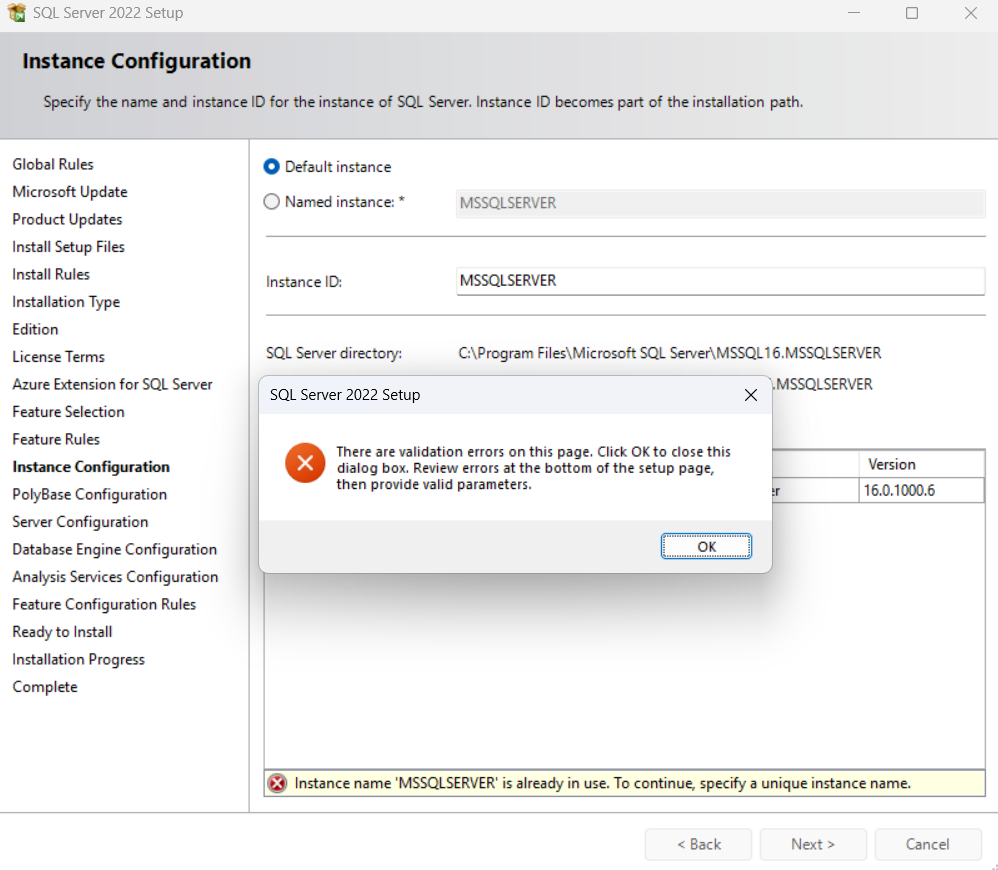 SQL Server 2022 Setup
Instance Configuration
Specify the name and instance ID for the instance of SQL Server. Instance ID becomes part of the installation path.
Global Rules
Microsoft Update
Product Updates
Install Setup Files
Install Rules
Installation Type
Edition
License Terms
Azure Extension for SQL Server
Feature Selection
Feature Rules
Instance Configuration
PolyBase Configuration
Server Configuration
Database Engine Configuration
Analysis Services Configuration
Feature Configuration Rules
Ready to Install
Installation Progress
Complete
Default instance
Named instance: * MSSQLSERVER
Instance ID: MSSQLSERVER
SQL Server directory: C:\Program Files\Microsoft SQL Server\MSSQL16.MSSQLSERVER
.MSSQLSERVER
SQL Server 2022 Setup
There are validation errors on this page. Click OK to close this
dialog box. Review errors at the bottom of the setup page,
then provide valid parameters.
OK
Version
er 16.0.1000.6
Instance name 'MSSQLSERVER' is already in use. To continue, specify a unique instance name.
< Back Next > Cancel